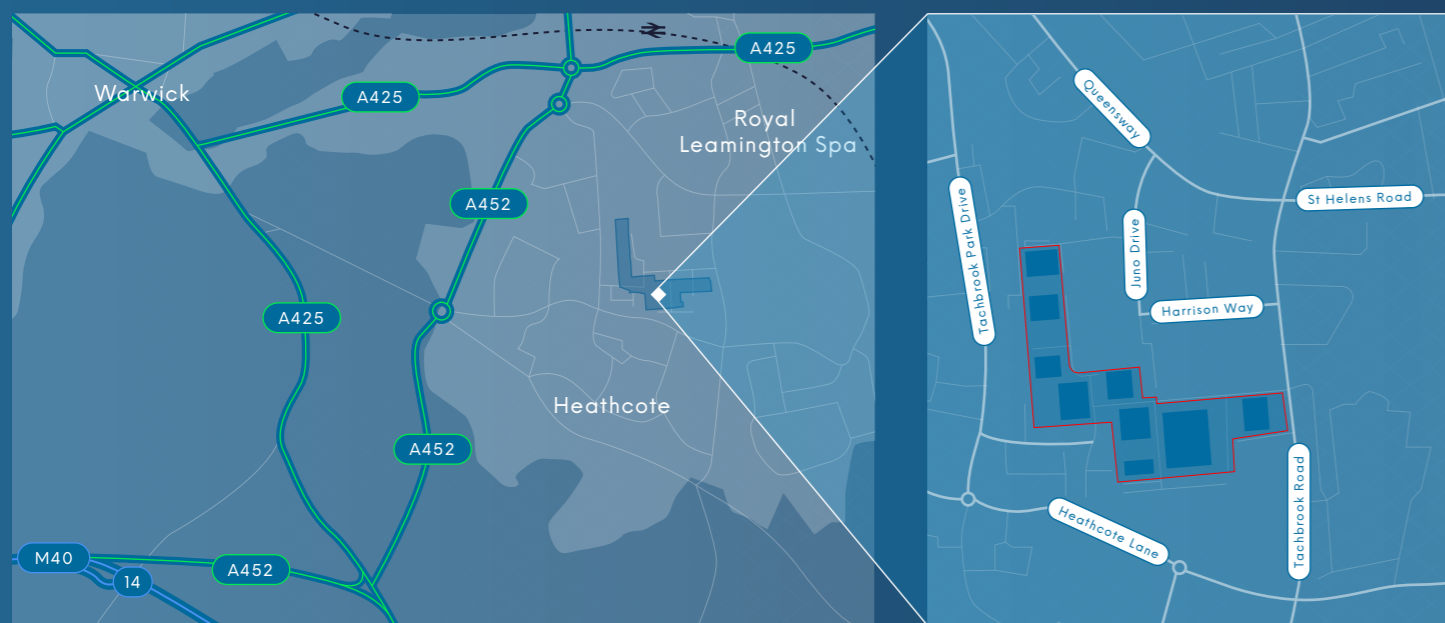 Warwick
A425
A425
Royal
Leamington Spa
A452
A425
Heathcote
A452
M40
14
A452
Queensway
Tachbrook Park Drive
St Helens Road
Juno Drive
Harrison Way
Heathcote Lane
Tachbrook Road